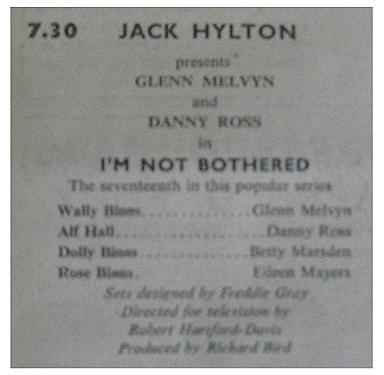 7.30 JACK HYLTON
presents
GLENN MELVYN
and
DANNY ROSS
in
I'M NOT BOTHERED
The seventeenth in this popular series
Wally Binns..............Glenn Melvyn
Alf Hall....................Danny Ross
Dolly Binns..............Betty Marsden
Rose Binns. Eileen Mayers
Sets designed by Freddie Gray
Directed for television by
Robert Hartford-Davis
Produced by Richard Bird